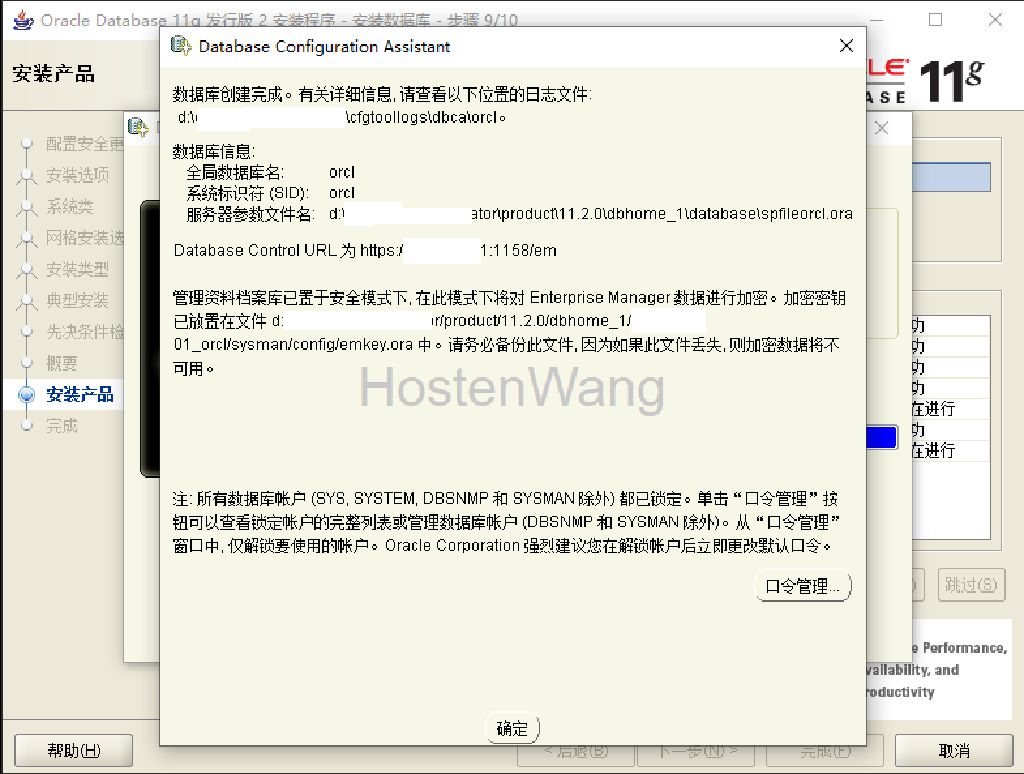 Oracle Database 11g 发行版 2 安装程序 - 安装数据库 - 步骤 9/10
Database Configuration Assistant
安装产品
11g
数据库创建完成。有关详细信息,请查看以下位置的日志文件:
d:\ \cfgtoollogs\dbca\orcl。
数据库信息:
全局数据库名: orcl
系统标识符 (SID): orcl
服务器参数文件名: d:\ ator\product\11.2.0\dbhome_1\database\spfileorcl.ora
Database Control URL 为 https:/ 1:1158/em
管理资料档案库已置于安全模式下, 在此模式下将对 Enterprise Manager 数据进行加密。加密密钥
已放置在文件 d: r/product/11.2.0/dbhome_1/
01_orcl/sysman/config/emkey.ora 中。请务必备份此文件, 因为如果此文件丢失, 则加密数据将不
可用。
HostenWang
注: 所有数据库帐户 (SYS, SYSTEM, DBSNMP 和 SYSMAN 除外) 都已锁定。单击“口令管理”按
钮可以查看锁定帐户的完整列表或管理数据库帐户 (DBSNMP 和 SYSMAN 除外)。从“口令管理”
窗口中, 仅解锁要使用的帐户。Oracle Corporation 强烈建议您在解锁帐户后立即更改默认口令。
口令管理...
确定
配置安全更
安装选项
系统类
网格安装选
安装类型
典型安装
先决条件检
概要
安装产品
完成
功
功
功
功
在进行
功
在进行
跳过(S)
e Performance,
vailability, and
roductivity
帮助(H)
< 后退(B)
下一步(N) >
完成(F)
取消